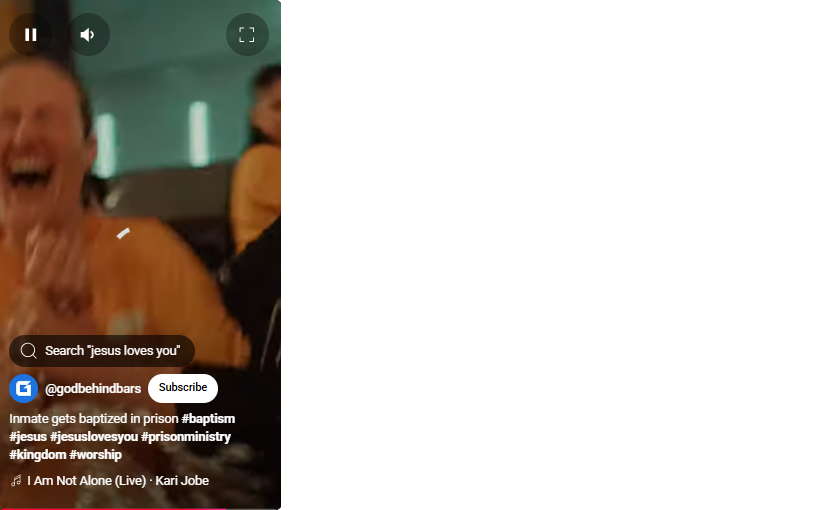 Search "jesus loves you"
@godbehindbars Subscribe
Inmate gets baptized in prison #baptism
#jesus #jesuslovesyou #prisonministry
#kingdom #worship
I Am Not Alone (Live) · Kari Jobe